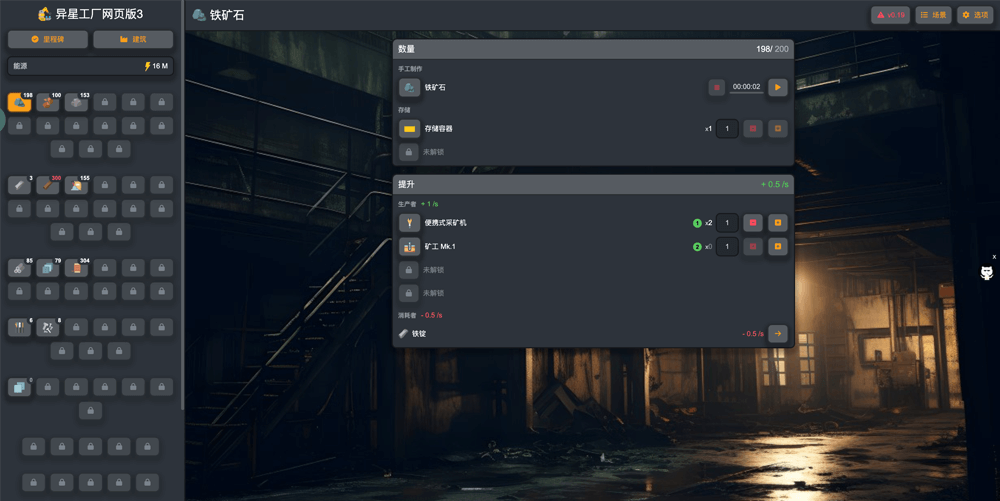 异星工厂网页版3
里程碑
建筑
能源
16 M
198
100
153
3
300
155
85
79
304
6
8
0
铁矿石
v0.19
场景
选项
数量
198/ 200
手工制作
铁矿石
00:00:02
存储
存储容器
x1
1
未解锁
提升
+ 0.5 /s
生产者 + 1 /s
便携式采矿机
1 x2
1
矿工 Mk.1
2 x0
1
未解锁
未解锁
消耗者 - 0.5 /s
铁锭
- 0.5 /s
x